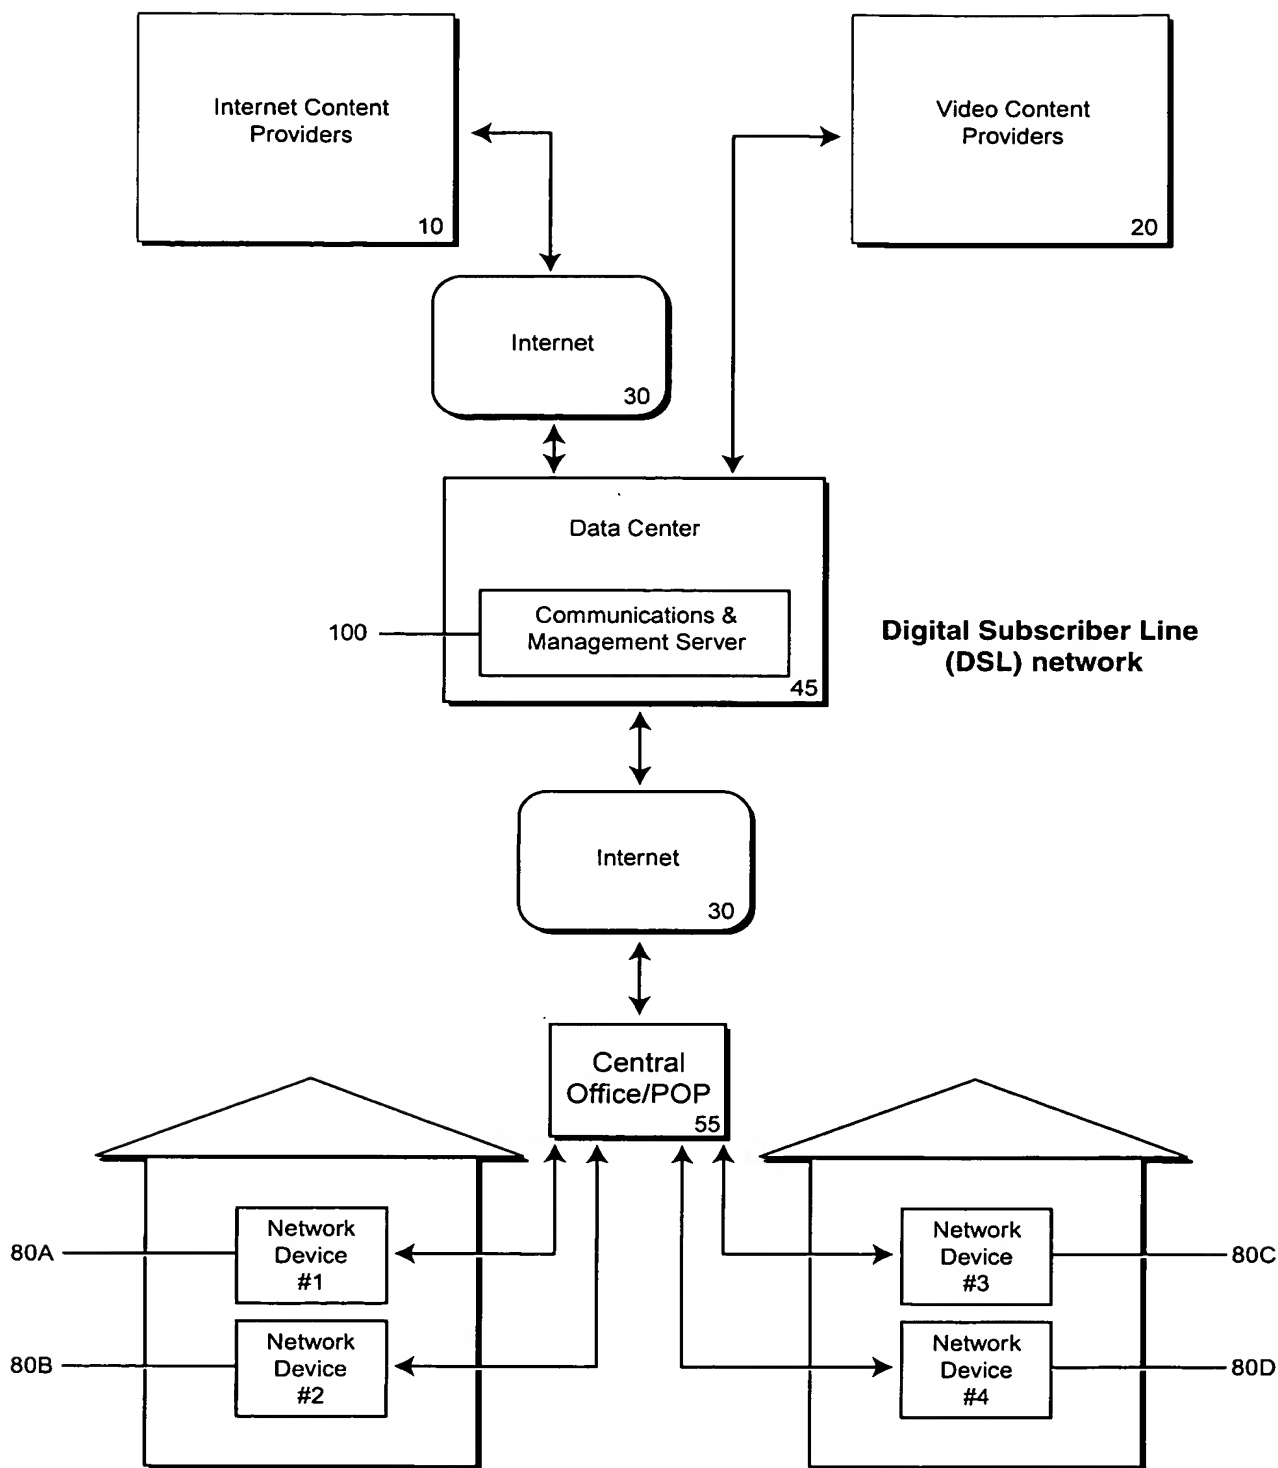 Internet Content
Providers
10
Video Content
Providers
20
Internet
30
Data Center
Communications &
Management Server
100
45
Digital Subscriber Line
(DSL) network
Internet
30
Central
Office/POP
55
Network
Device
#1
80A
Network
Device
#2
80B
Network
Device
#3
80C
Network
Device
#4
80D